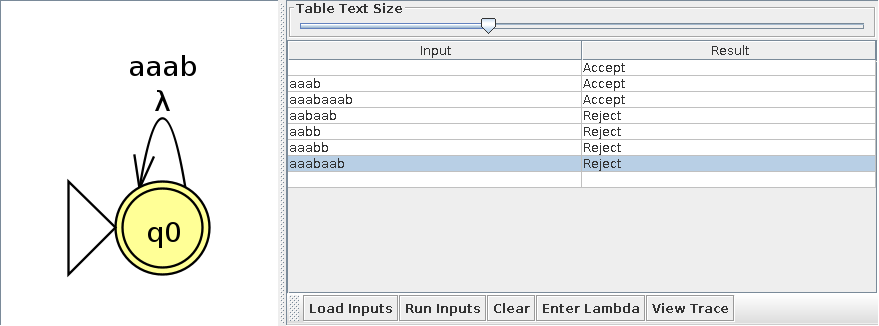 aaab
λ
q0
Table Text Size
Input Result
Accept
aaab Accept
aaabaaab Accept
aabaab Reject
aabb Reject
aaabb Reject
aaabaab Reject
Load Inputs Run Inputs Clear Enter Lambda View Trace